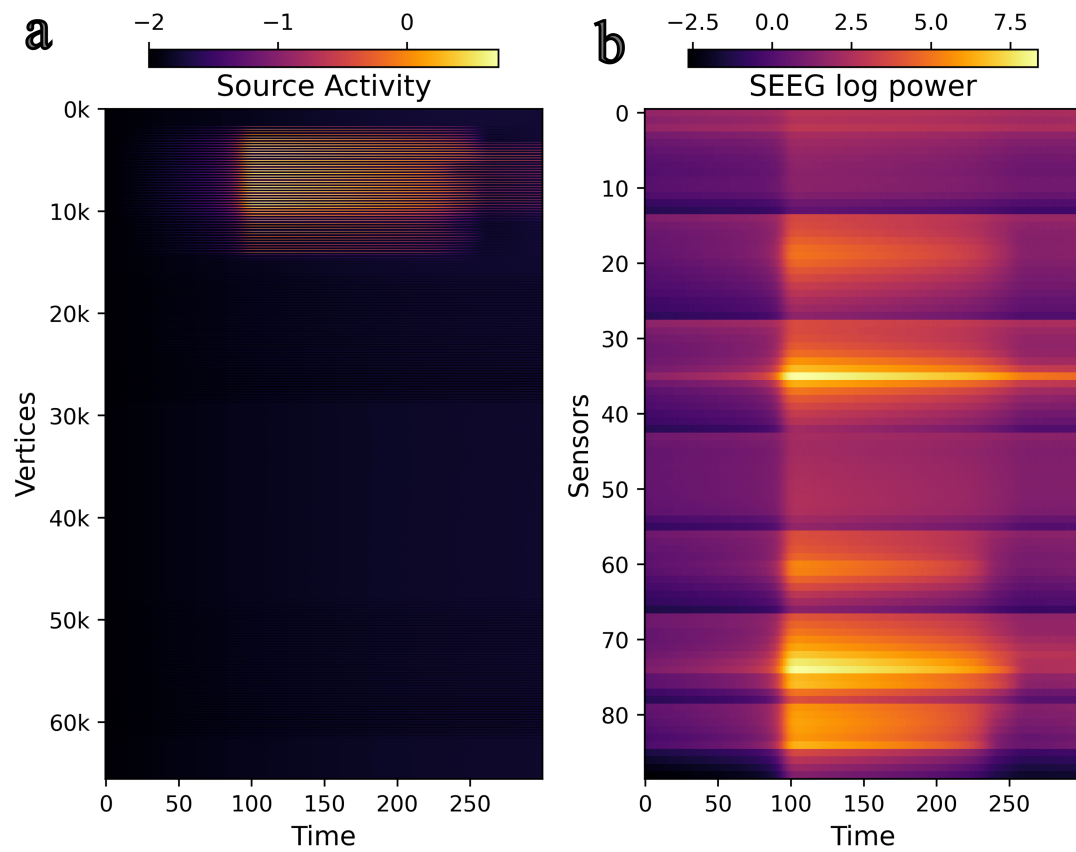 a
−2 −1 0
Source Activity
0k
10k
20k
30k
40k
50k
60k
Vertices
0 50 100 150 200 250
Time
b
−2.5 0.0 2.5 5.0 7.5
SEEG log power
0
10
20
30
40
50
60
70
80
Sensors
0 50 100 150 200 250
Time